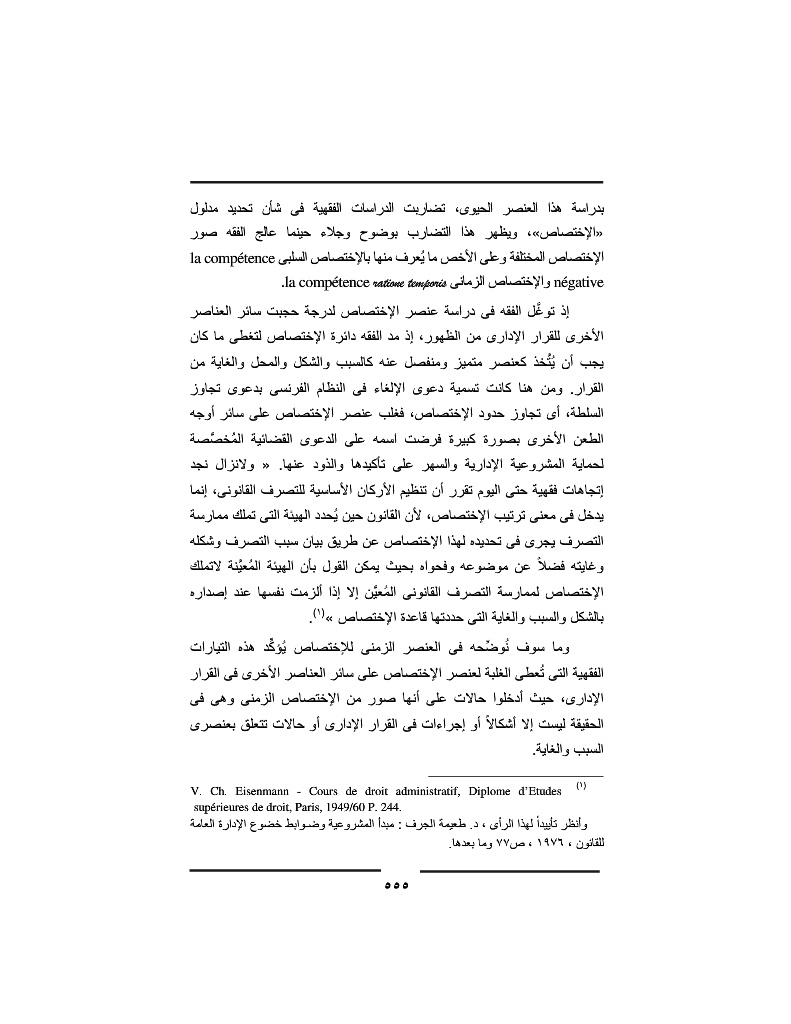 بدراسة هذا العنصر الحيوى، تضاربت الدراسات الفقهية فى شأن تحديد مدلول
«الإختصاص»، ويظهر هذا التضارب بوضوح وجلاء حينما عالج الفقه صور
الإختصاص المختلفة وعلى الأخص ما يُعرف منها بالإختصاص السلبى la compétence
négative والإختصاص الزمانى la compétence ratione temporis.
إذ توغَّل الفقه فى دراسة عنصر الإختصاص لدرجة حجبت سائر العناصر
الأخرى للقرار الإدارى من الظهور، إذ مد الفقه دائرة الإختصاص لتغطى ما كان
يجب أن يُتَّخذ كعنصر متميز ومنفصل عنه كالسبب والشكل والمحل والغاية من
القرار. ومن هنا كانت تسمية دعوى الإلغاء فى النظام الفرنسى بدعوى تجاوز
السلطة، أى تجاوز حدود الإختصاص، فغلب عنصر الإختصاص على سائر أوجه
الطعن الأخرى بصورة كبيرة فرضت اسمه على الدعوى القضائية المُخصَّصة
لحماية المشروعية الإدارية والسهر على تأكيدها والذود عنها. « ولانزال نجد
إتجاهات فقهية حتى اليوم تقرر أن تنظيم الأركان الأساسية للتصرف القانونى، إنما
يدخل فى معنى ترتيب الإختصاص، لأن القانون حين يُحدد الهيئة التى تملك ممارسة
التصرف يجرى فى تحديده لهذا الإختصاص عن طريق بيان سبب التصرف وشكله
وغايته فضلاً عن موضوعه وفحواه بحيث يمكن القول بأن الهيئة المُعيَّنة لاتملك
الإختصاص لممارسة التصرف القانونى المُعيَّن إلا إذا ألزمت نفسها عند إصداره
بالشكل والسبب والغاية التى حددتها قاعدة الإختصاص »(١).
وما سوف نُوضِّحه فى العنصر الزمنى للإختصاص يُؤكِّد هذه التيارات
الفقهية التى تُعطى الغلبة لعنصر الإختصاص على سائر العناصر الأخرى فى القرار
الإدارى، حيث أدخلوا حالات على أنها صور من الإختصاص الزمنى وهى فى
الحقيقة ليست إلا أشكالاً أو إجراءات فى القرار الإدارى أو حالات تتعلق بعنصرى
السبب والغاية.
(١) V. Ch. Eisenmann - Cours de droit administratif, Diplome d’Etudes
supérieures de droit, Paris, 1949/60 P. 244.
وأنظر تأييداً لهذا الرأى ، د. طعيمة الجرف : مبدأ المشروعية وضوابط خضوع الإدارة العامة
للقانون ، ١٩٧٦ ، ص٧٧ وما بعدها.
٥٥٥